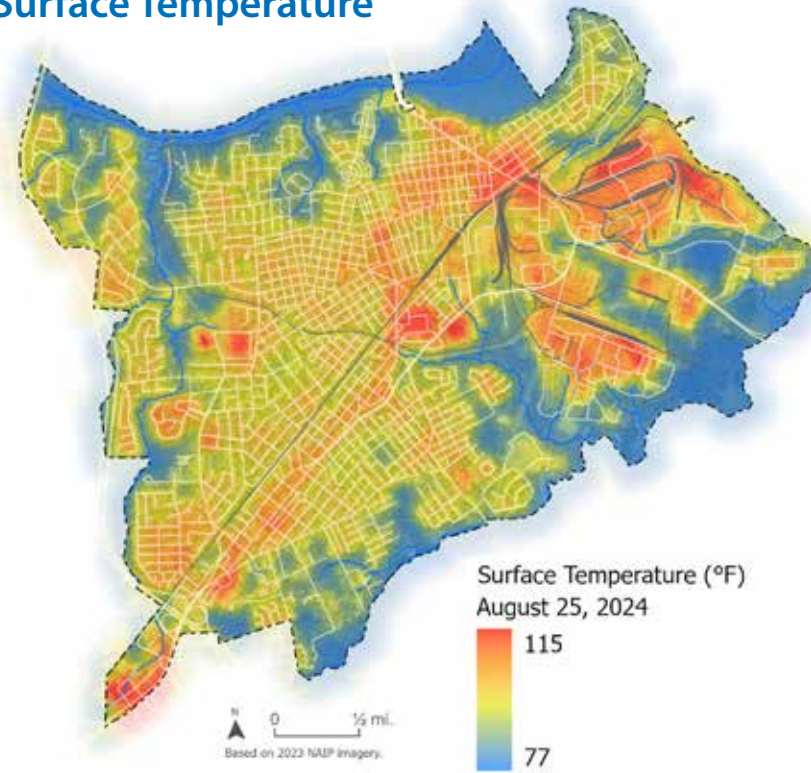 Surface Temperature
Surface Temperature (°F)
August 25, 2024
115
77
N
0 ½ mi.
Based on 2023 NAIP imagery.